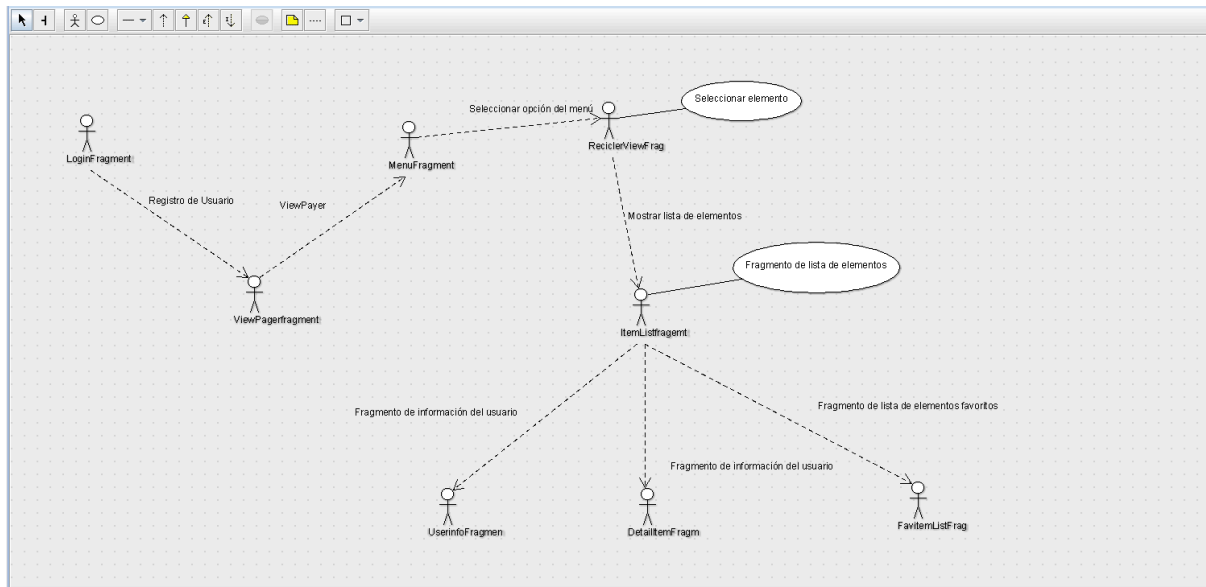 Seleccionar elemento
Seleccionar opción del menú
LoginFragment
MenuFragment
ReciclerViewFrag
Registro de Usuario
ViewPayer
Mostrar lista de elementos
Fragmento de lista de elementos
ViewPagerfragment
ItemListfragemt
Fragmento de información del usuario
Fragmento de lista de elementos favoritos
Fragmento de información del usuario
UserinfoFragmen
DetailItemFragm
FavitemListFrag